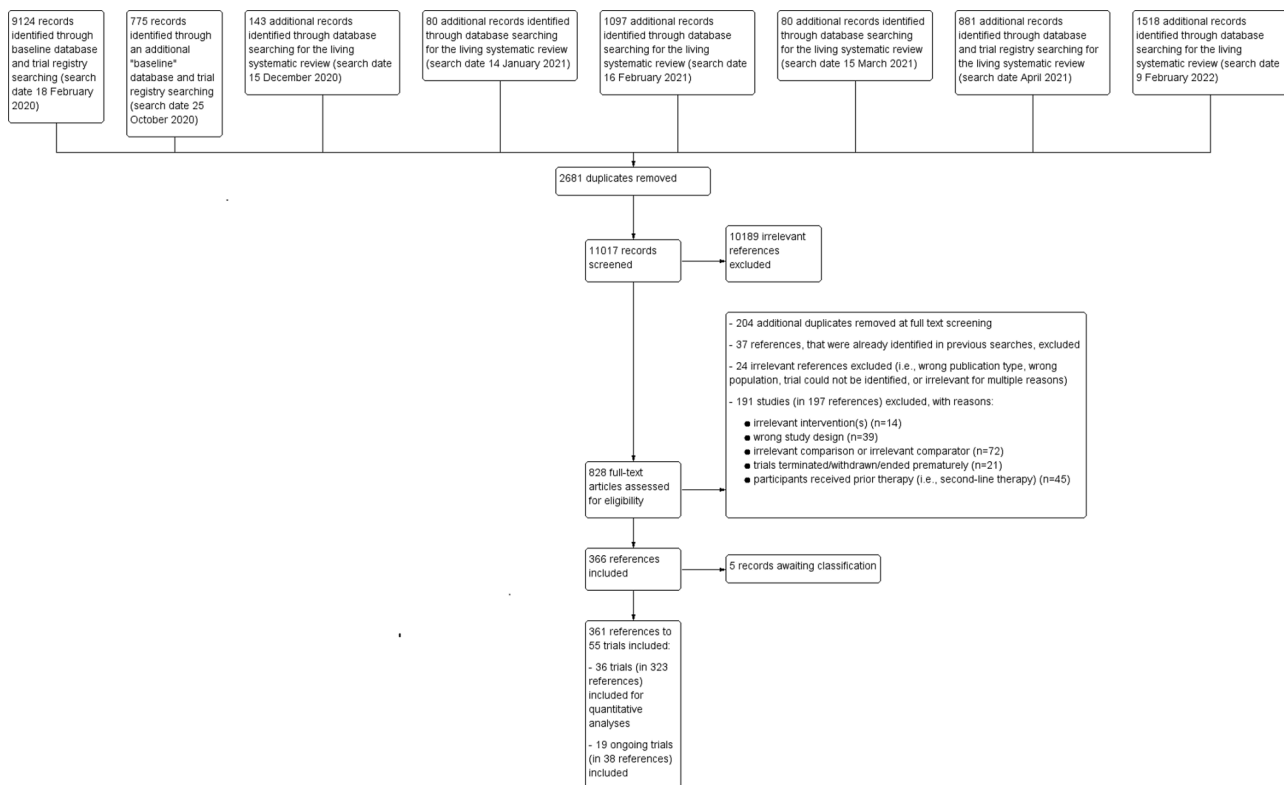 9124 records
identified through
baseline database
and trial registry
searching (search
date 18 February
2020)
775 records
identified through
an additional
"baseline"
database and trial
registry searching
(search date 25
October 2020)
143 additional records
identified through database
searching for the living
systematic review (search date
15 December 2020)
80 additional records identified
through database searching
for the living systematic review
(search date 14 January 2021)
1097 additional records
identified through database
searching for the living
systematic review (search date
16 February 2021)
80 additional records identified
through database searching
for the living systematic review
(search date 15 March 2021)
881 additional records
identified through database
and trial registry searching for
the living systematic review
(search date April 2021)
1518 additional records
identified through database
searching for the living
systematic review (search date
9 February 2022)
2681 duplicates removed
11017 records
screened
10189 irrelevant
references
excluded
828 full-text
articles assessed
for eligibility
- 204 additional duplicates removed at full text screening
- 37 references, that were already identified in previous searches, excluded
- 24 irrelevant references excluded (i.e., wrong publication type, wrong
population, trial could not be identified, or irrelevant for multiple reasons)
- 191 studies (in 197 references) excluded, with reasons:
● irrelevant intervention(s) (n=14)
● wrong study design (n=39)
● irrelevant comparison or irrelevant comparator (n=72)
● trials terminated/withdrawn/ended prematurely (n=21)
● participants received prior therapy (i.e., second-line therapy) (n=45)
366 references
included
5 records awaiting classification
361 references to
55 trials included:
- 36 trials (in 323
references)
included for
quantitative
analyses
- 19 ongoing trials
(in 38 references)
included